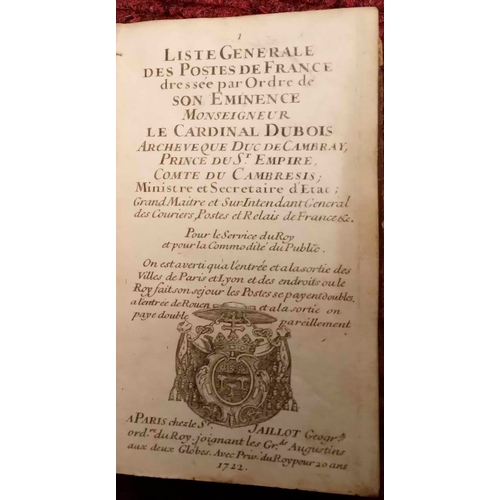 1
LISTE GENERALE
DES POSTES DE FRANCE
dressée par Ordre de
SON EMINENCE
MONSEIGNEUR
LE CARDINAL DUBOIS
ARCHEVEQUE DUC DE CAMBRAY,
PRINCE DU St EMPIRE,
COMTE DU CAMBRESIS;
Ministre et Secretaire d'Etat;
Grand Maitre et SurIntendant General
des Couriers, Postes et Relais de France &c.
Pour le Service du Roy
et pour la Commodité du Public.
On est averti qu'a l'entrée et a la sortie des
Villes de Paris et Lyon et des endroits ou le
Roy fait son sejour les Postes se payent doubles,
a l'entrée de Rouen et a la sortie on
paye double pareillement
A PARIS chez le Sr. JAILLOT Geogr.
ord.re du Roy, joignant les Gr.ds Augustins
aux deux Globes. Avec Priv. du Roy pour 20 ans
1722.